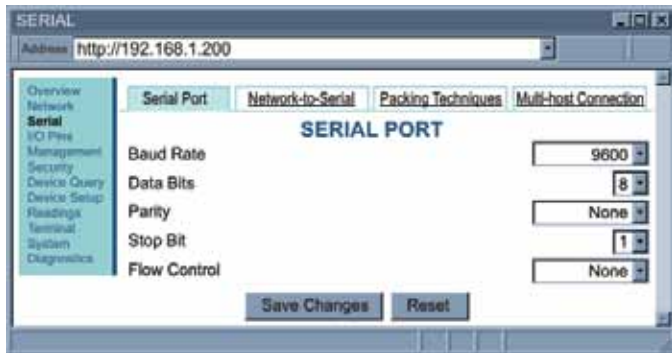 SERIAL
Address http://192.168.1.200
Overview
Network
Serial
I/O Pins
Management
Security
Device Query
Device Setup
Readings
Terminal
System
Diagnostics
Serial Port Network-to-Serial Packing Techniques Multi-host Connection
SERIAL PORT
Baud Rate 9600
Data Bits 8
Parity None
Stop Bit 1
Flow Control None
Save Changes Reset